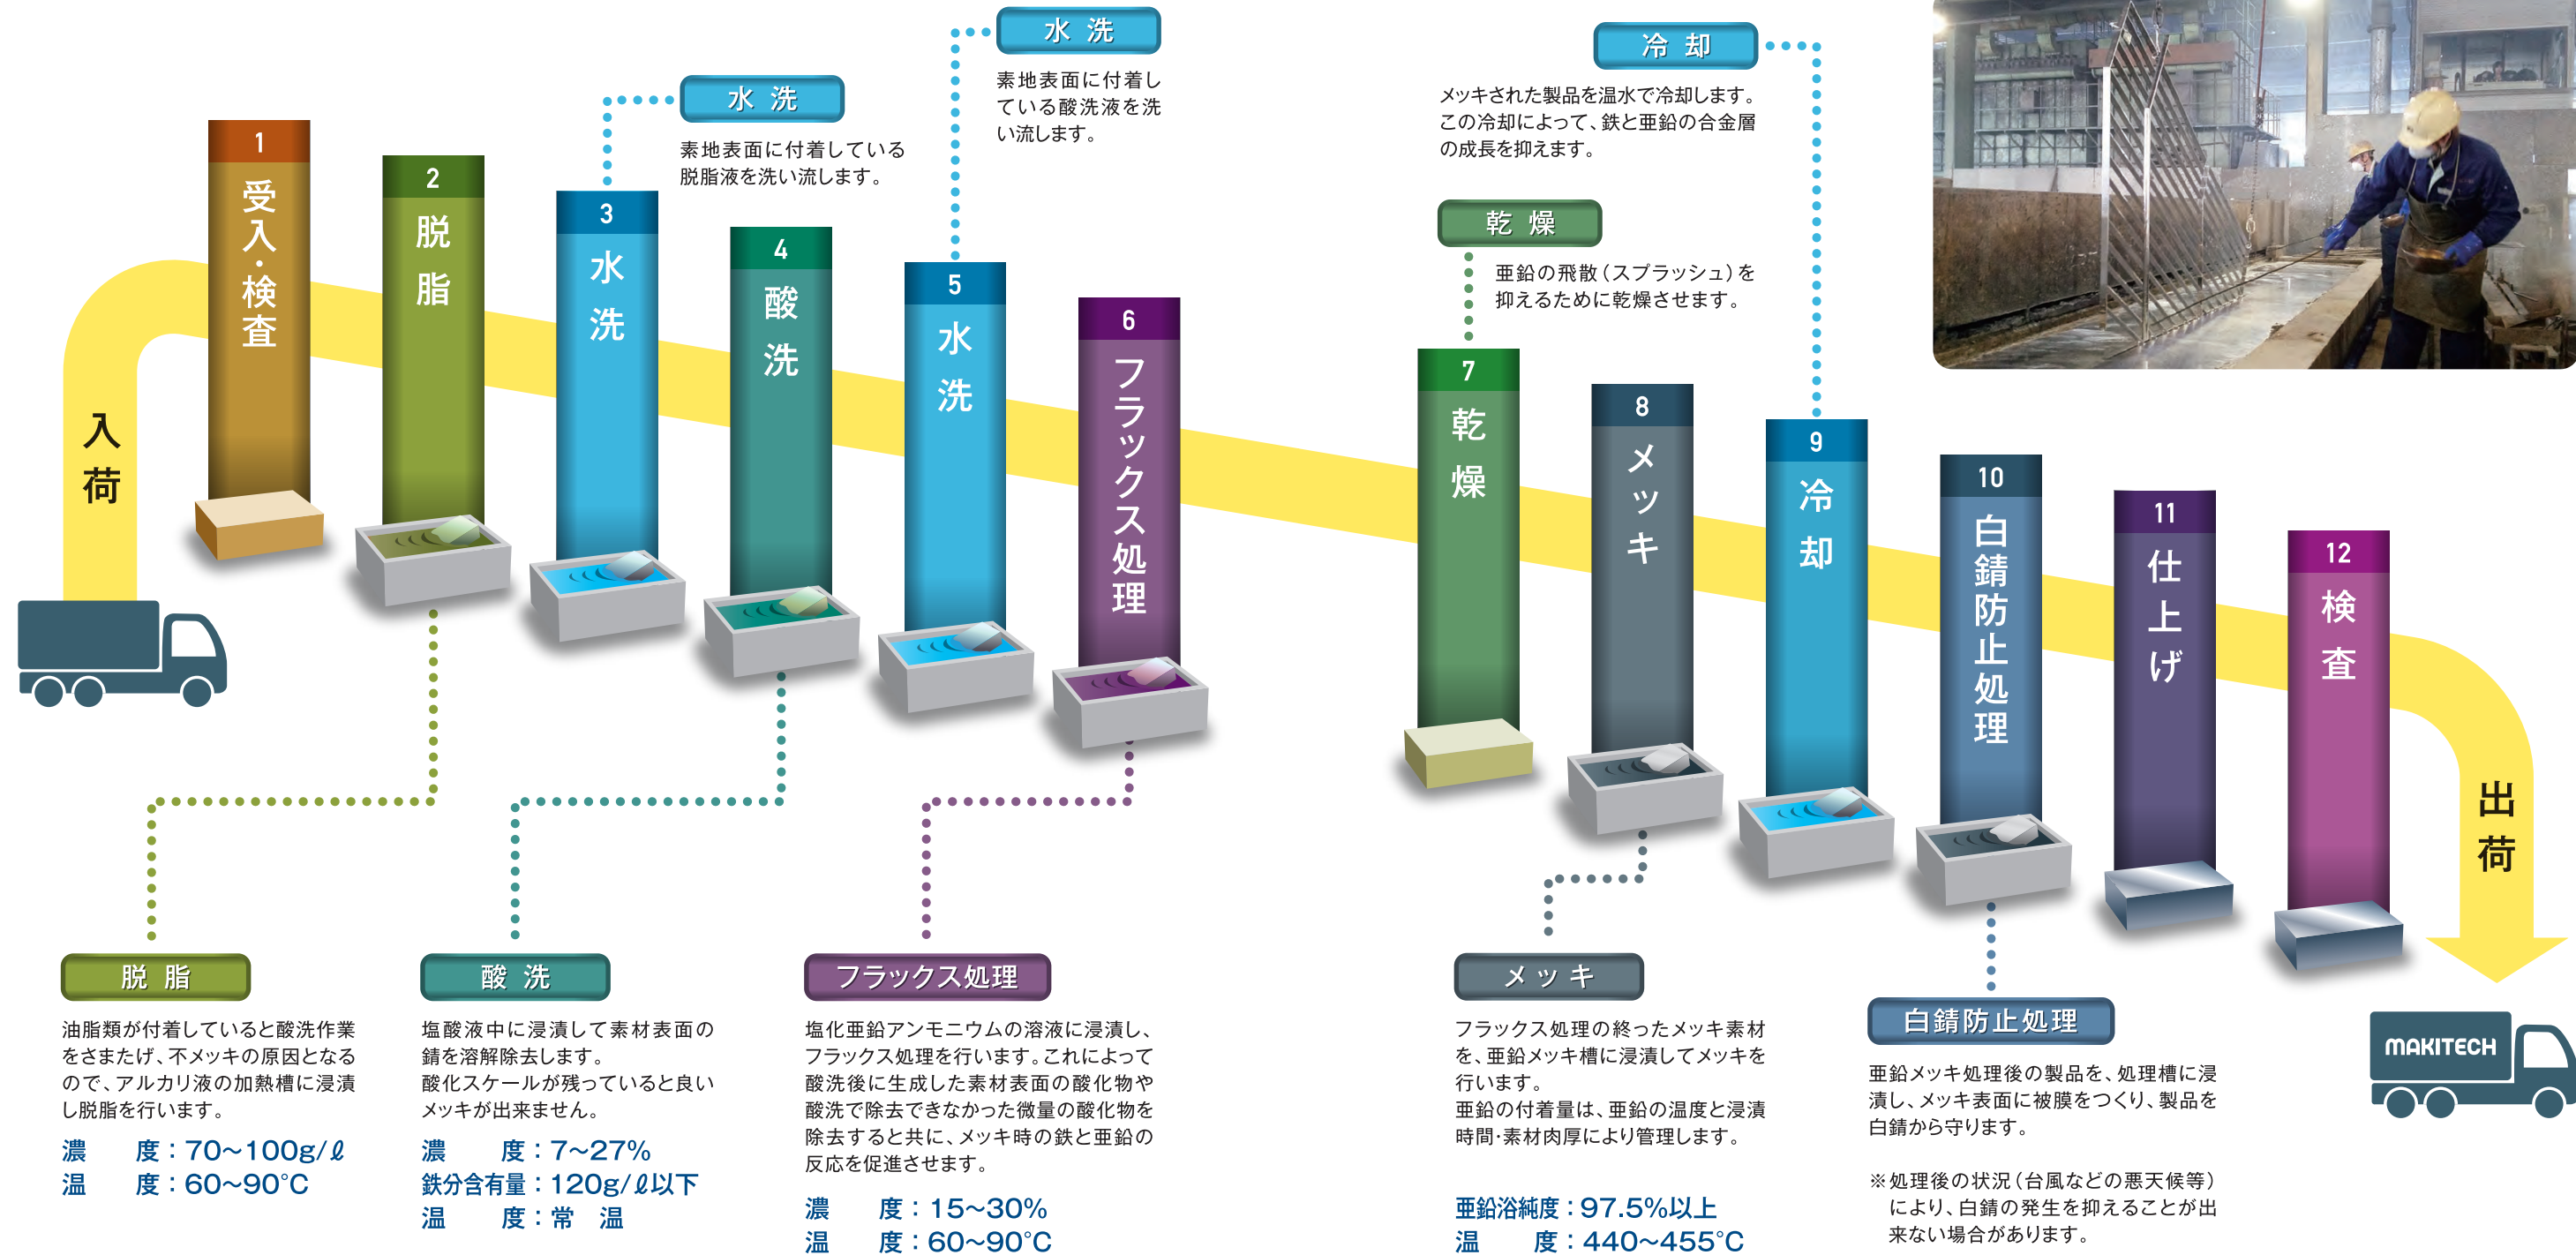 入荷
1
受入・検査
2
脱脂
3
水洗
4
酸洗
5
水洗
6
フラックス処理
7
乾燥
8
メッキ
9
冷却
10
白錆防止処理
11
仕上げ
12
検査
出荷
水洗
素地表面に付着している
脱脂液を洗い流します。
水洗
素地表面に付着し
ている酸洗液を洗
い流します。
冷却
メッキされた製品を温水で冷却します。
この冷却によって、鉄と亜鉛の合金層
の成長を抑えます。
乾燥
亜鉛の飛散（スプラッシュ）を
抑えるために乾燥させます。
脱脂
油脂類が付着していると酸洗作業
をさまたげ、不メッキの原因となる
ので、アルカリ液の加熱槽に浸漬
し脱脂を行います。
濃　　度：70～100g/ℓ
温　　度：60～90℃
酸洗
塩酸液中に浸漬して素材表面の
錆を溶解除去します。
酸化スケールが残っていると良い
メッキが出来ません。
濃　　度：7～27%
鉄分含有量：120g/ℓ以下
温　　度：常　温
フラックス処理
塩化亜鉛アンモニウムの溶液に浸漬し、
フラックス処理を行います。これによって
酸洗後に生成した素材表面の酸化物や
酸洗で除去できなかった微量の酸化物を
除去すると共に、メッキ時の鉄と亜鉛の
反応を促進させます。
濃　　度：15～30%
温　　度：60～90℃
メッキ
フラックス処理の終ったメッキ素材
を、亜鉛メッキ槽に浸漬してメッキを
行います。
亜鉛の付着量は、亜鉛の温度と浸漬
時間・素材肉厚により管理します。
亜鉛浴純度：97.5%以上
温　　度：440～455℃
白錆防止処理
亜鉛メッキ処理後の製品を、処理槽に浸
漬し、メッキ表面に被膜をつくり、製品を
白錆から守ります。
※処理後の状況（台風などの悪天候等）
により、白錆の発生を抑えることが出
来ない場合があります。
MAKITECH